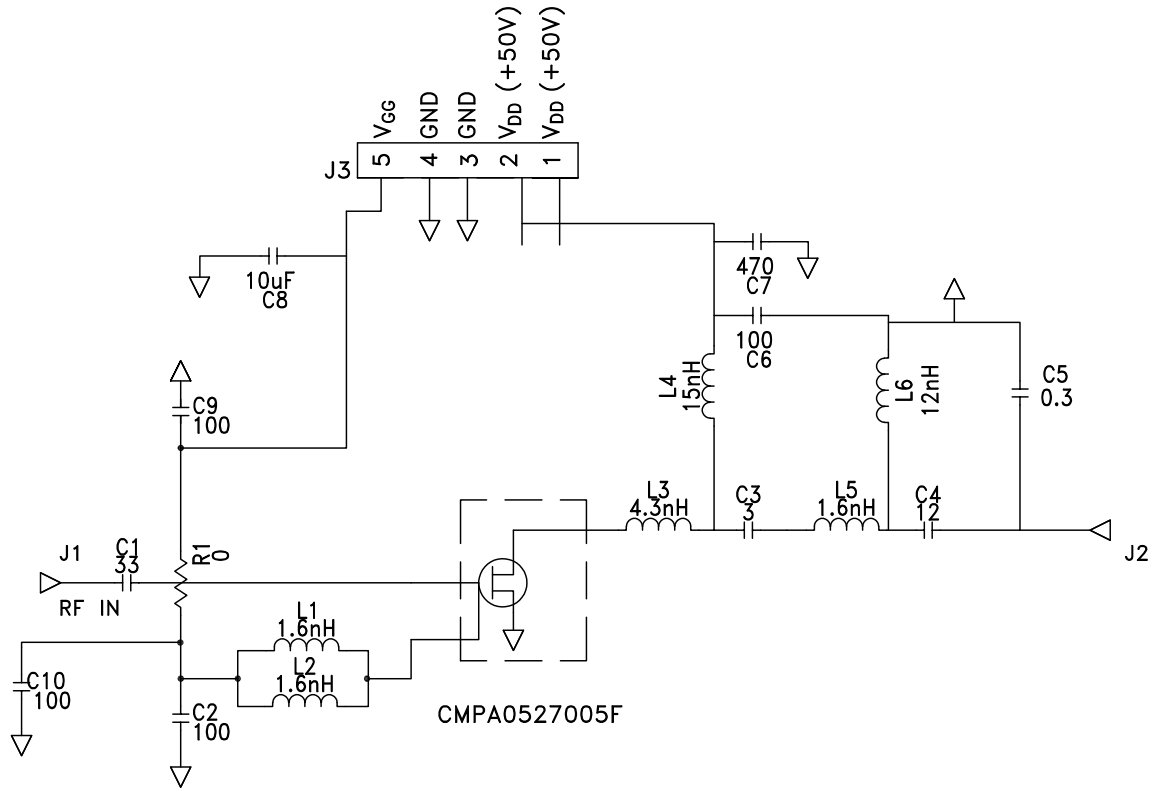 VGG
GND
GND
VDD (+50V)
VDD (+50V)
J3
5
4
3
2
1
10uF
C8
470
C7
100
C6
L4
15nH
L6
12nH
C5
0.3
C9
100
L3
4.3nH
C3
3
L5
1.6nH
C4
12
J2
J1
C1
33
R1
0
RF IN
L1
1.6nH
L2
1.6nH
C10
100
C2
100
CMPA0527005F